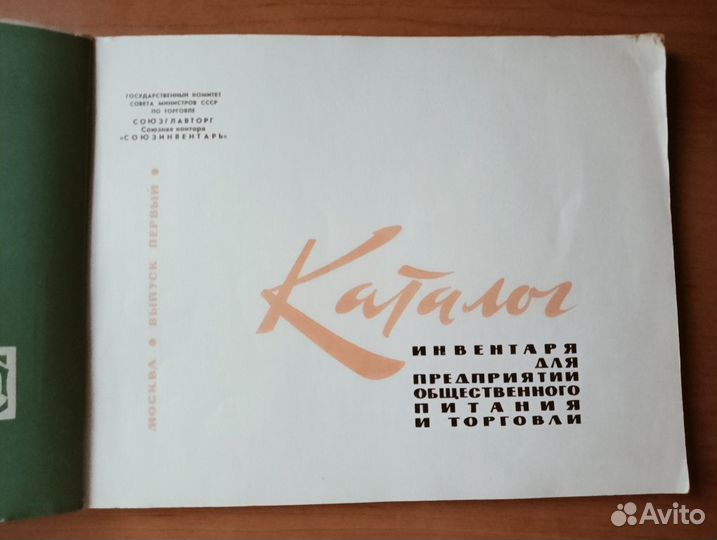 ГОСУДАРСТВЕННЫЙ КОМИТЕТ
СОВЕТА МИНИСТРОВ СССР
ПО ТОРГОВЛЕ
СОЮЗГЛАВТОРГ
Союзная контора
«СОЮЗИНВЕНТАРЬ»
МОСКВА • ВЫПУСК ПЕРВЫЙ •
Каталог
ИНВЕНТАРЯ
ДЛЯ
ПРЕДПРИЯТИЙ
ОБЩЕСТВЕННОГО
ПИТАНИЯ
И ТОРГОВЛИ
Avito